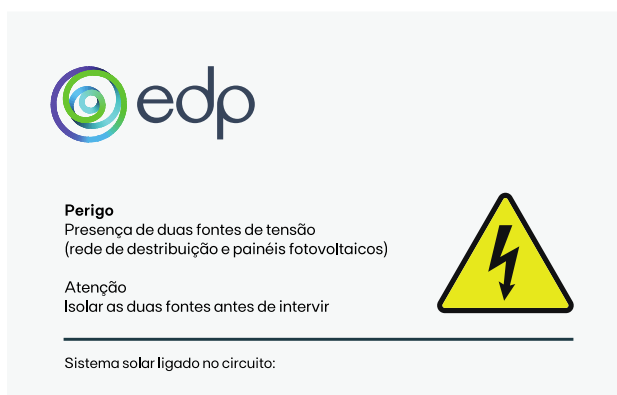 edp
Perigo
Presença de duas fontes de tensão
(rede de destribuição e painéis fotovoltaicos)
Atenção
Isolar as duas fontes antes de intervir
Sistema solar ligado no circuito: